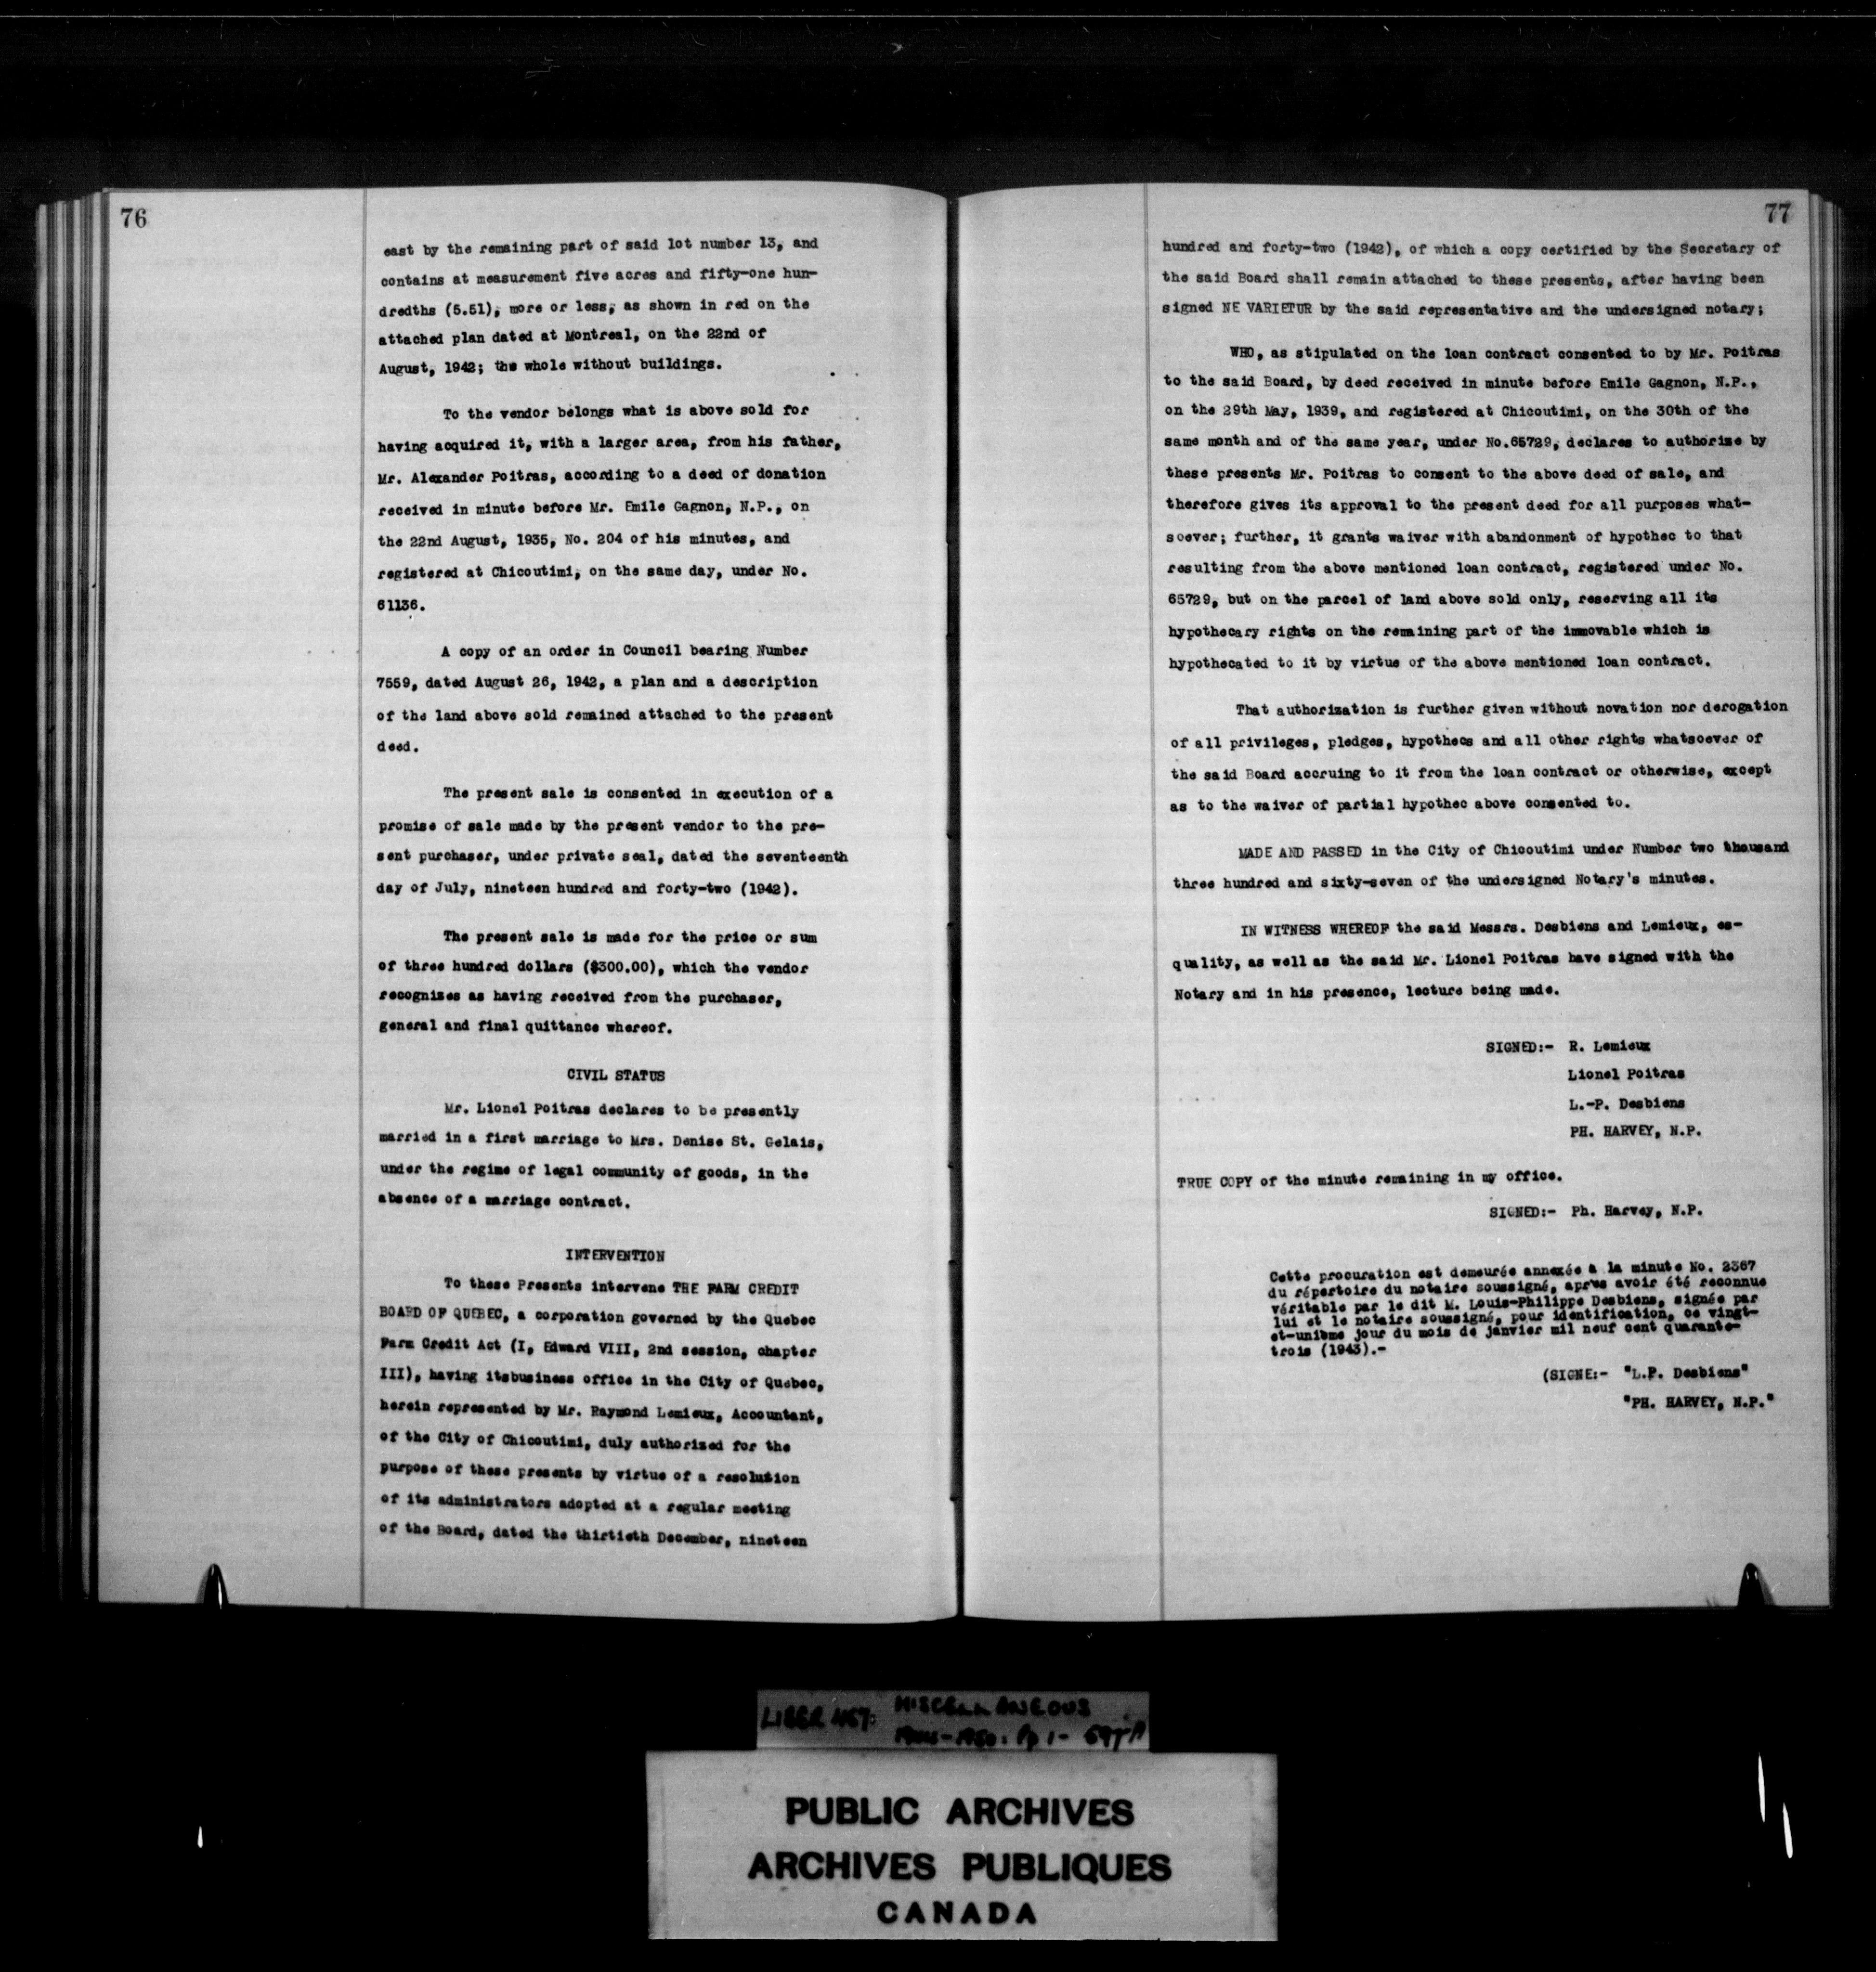 76
east by the remaining part of said lot number 13, and
contains at measurement five acres and fifty-one hun-
dredths (5.51), more or less, as shown in red on the
attached plan dated at Montreal, on the 22nd of
August, 1942; the whole without buildings.
To the vendor belongs what is above sold for
having acquired it, with a larger area, from his father,
Mr. Alexander Poitras, according to a deed of donation
received in minute before Mr. Emile Gagnon, N.P., on
the 22nd August, 1935, No. 204 of his minutes, and
registered at Chicoutimi, on the same day, under No.
61136.
A copy of an order in Council bearing Number
7559, dated August 26, 1942, a plan and a description
of the land above sold remained attached to the present
deed.
The present sale is consented in execution of a
promise of sale made by the present vendor to the pre-
sent purchaser, under private seal, dated the seventeenth
day of July, nineteen hundred and forty-two (1942).
The present sale is made for the price or sum
of three hundred dollars ($300.00), which the vendor
recognizes as having received from the purchaser,
general and final quittance whereof.
CIVIL STATUS
Mr. Lionel Poitras declares to be presently
married in a first marriage to Mrs. Denise St. Gelais,
under the regime of legal community of goods, in the
absence of a marriage contract.
INTERVENTION
To these Presents intervene THE FARM CREDIT
BOARD OF QUEBEC, a corporation governed by the Quebec
Farm Credit Act (I, Edward VIII, 2nd session, chapter
III), having itsbusiness office in the City of Quebec,
herein represented by Mr. Raymond Lemieux, Accountant,
of the City of Chicoutimi, duly authorized for the
purpose of these presents by virtue of a resolution
of its administrators adopted at a regular meeting
of the Board, dated the thirtieth December, nineteen
77
hundred and forty-two (1942), of which a copy certified by the Secretary of
the said Board shall remain attached to these presents, after having been
signed NE VARIETUR by the said representative and the undersigned notary;
WHO, as stipulated on the loan contract consented to by Mr. Poitras
to the said Board, by deed received in minute before Emile Gagnon, N.P.,
on the 29th May, 1939, and registered at Chicoutimi, on the 30th of the
same month and of the same year, under No.65729, declares to authorize by
these presents Mr. Poitras to consent to the above deed of sale, and
therefore gives its approval to the present deed for all purposes what-
soever; further, it grants waiver with abandonment of hypothec to that
resulting from the above mentioned loan contract, registered under No.
65729, but on the parcel of land above sold only, reserving all its
hypothecary rights on the remaining part of the immovable which is
hypothecated to it by virtue of the above mentioned loan contract.
That authorization is further given without novation nor derogation
of all privileges, pledges, hypothecs and all other rights whatsoever of
the said Board accruing to it from the loan contract or otherwise, except
as to the waiver of partial hypothec above consented to.
MADE AND PASSED in the City of Chicoutimi under Number two thousand
three hundred and sixty-seven of the undersigned Notary's minutes.
IN WITNESS WHEREOF the said Messrs. Desbiens and Lemieux, es-
quality, as well as the said Mr. Lionel Poitras have signed with the
Notary and in his presence, lecture being made.
SIGNED:- R. Lemieux
Lionel Poitras
L.-P. Desbiens
PH. HARVEY, N.P.
TRUE COPY of the minute remaining in my office.
SIGNED:- Ph. Harvey, N.P.
Cette procuration est demeurée annexée à la minute No. 2367
du répertoire du notaire soussigné, après avoir été reconnue
véritable par le dit M. Louis-Philippe Desbiens, signée par
lui et le notaire soussigné, pour identification, ce vingt-
et-unième jour du mois de janvier mil neuf cent quarante-
trois (1943).-
(SIGNE:- "L.P. Desbiens"
"PH. HARVEY, N.P."
LIBER 467: MISCELLANEOUS
-1950: Pp 1-
PUBLIC ARCHIVES
ARCHIVES PUBLIQUES
CANADA